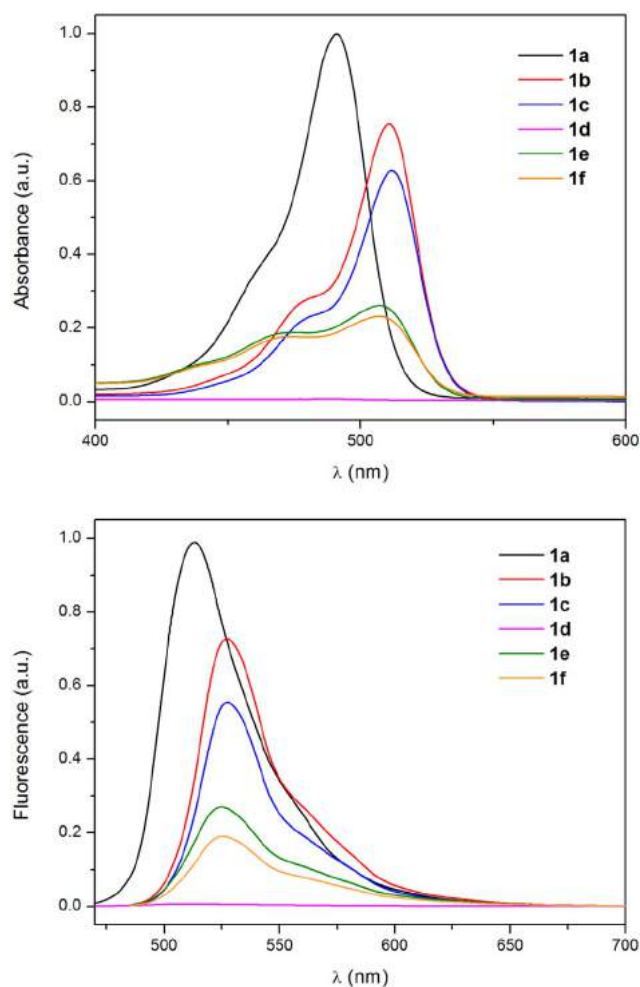 1.0
0.8
0.6
0.4
0.2
0.0
Absorbance (a.u.)
1a
1b
1c
1d
1e
1f
400
500
600
λ (nm)
1.0
0.8
0.6
0.4
0.2
0.0
Fluorescence (a.u.)
1a
1b
1c
1d
1e
1f
500
550
600
650
700
λ (nm)